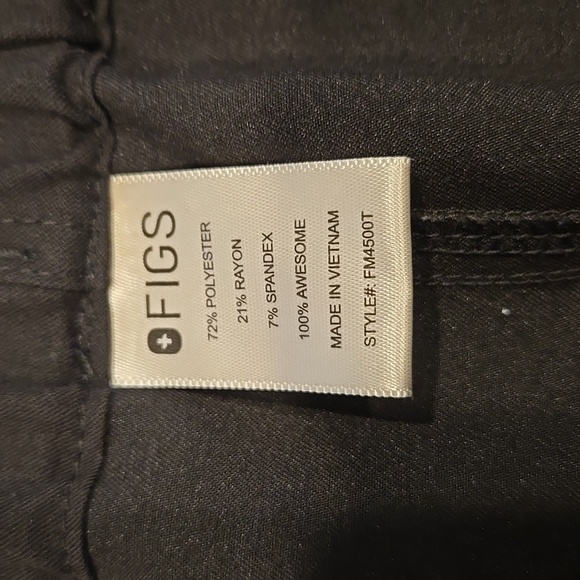 FIGS
72% POLYESTER
21% RAYON
7% SPANDEX
100% AWESOME
MADE IN VIETNAM
STYLE#: FM4500T